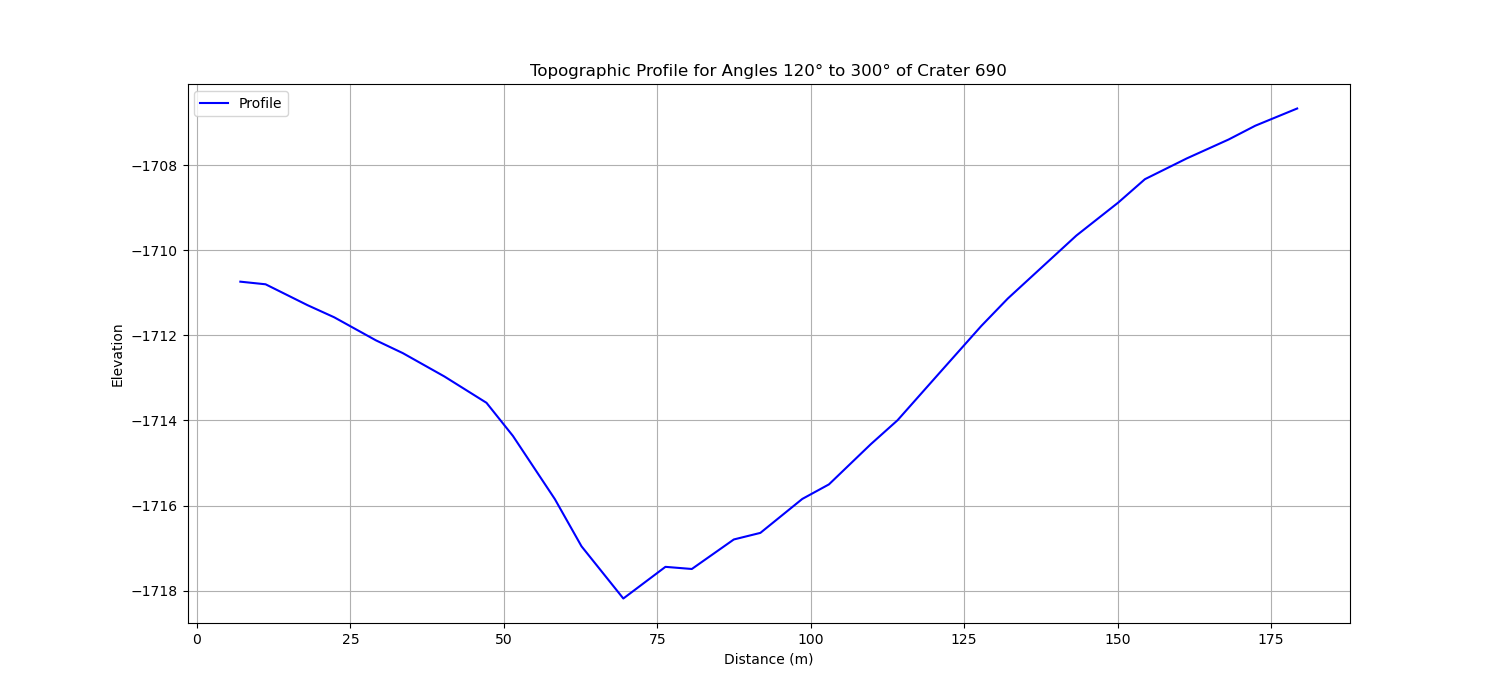 Topographic Profile for Angles 120° to 300° of Crater 690
Profile
−1708
−1710
−1712
−1714
−1716
−1718
Elevation
0 25 50 75 100 125 150 175
Distance (m)